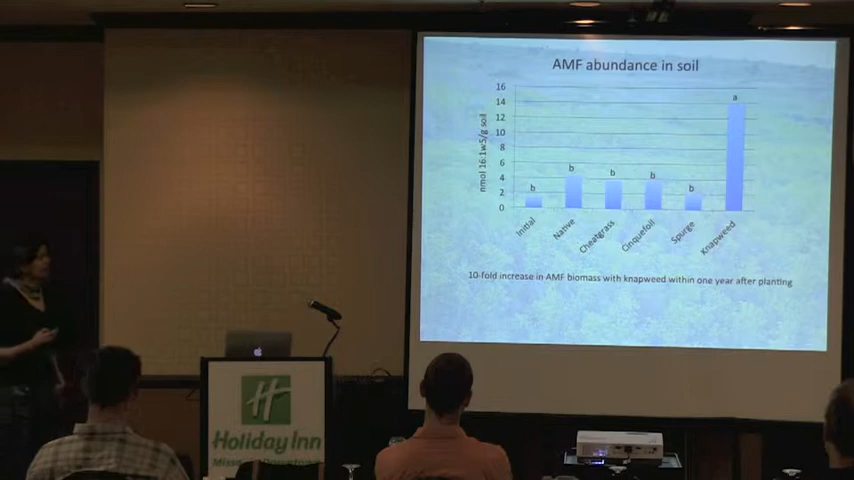 AMF abundance in soil
nmol 16:1w5/g soil
16
14
12
10
8
6
4
2
0
b
b
b
b
b
a
Initial
Native
Cheatgrass
Cinquefoil
Spurge
Knapweed
10-fold increase in AMF biomass with knapweed within one year after planting
H
Holiday Inn